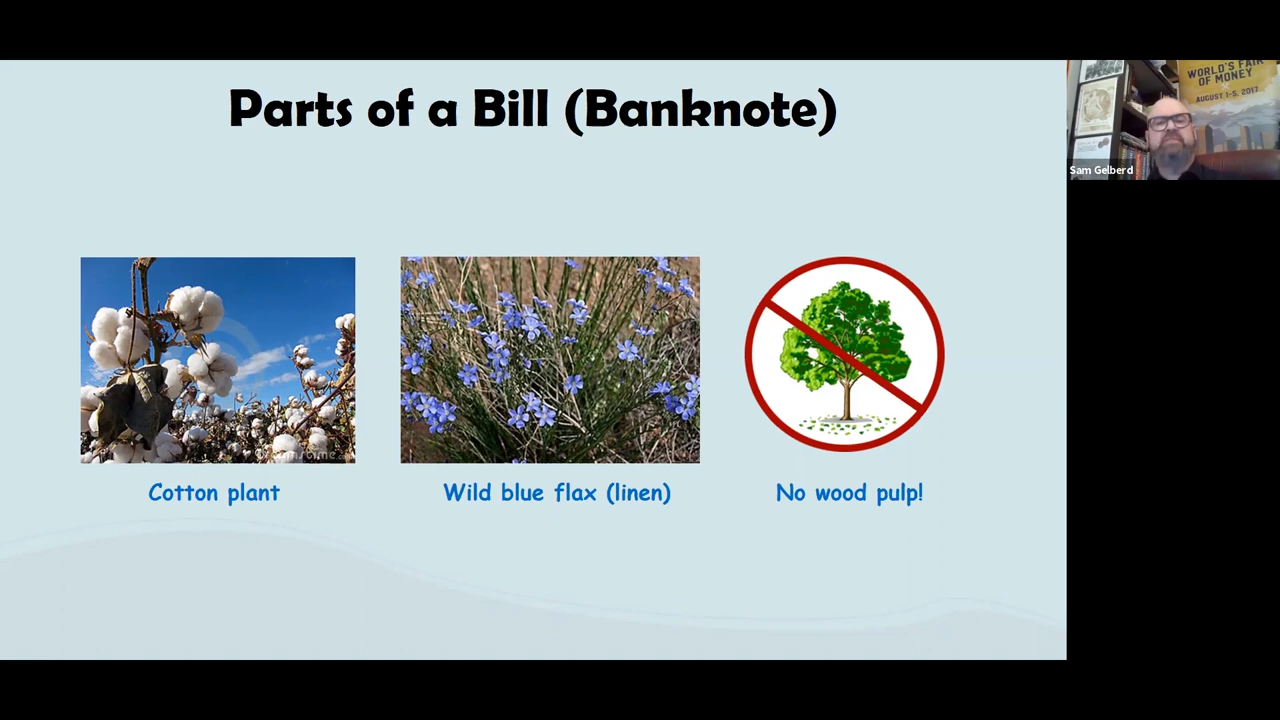 Parts of a Bill (Banknote)
WORLD'S FAIR
OF MONEY
AUGUST 1-5, 2017
Sam Gelberd
Cotton plant
Wild blue flax (linen)
No wood pulp!